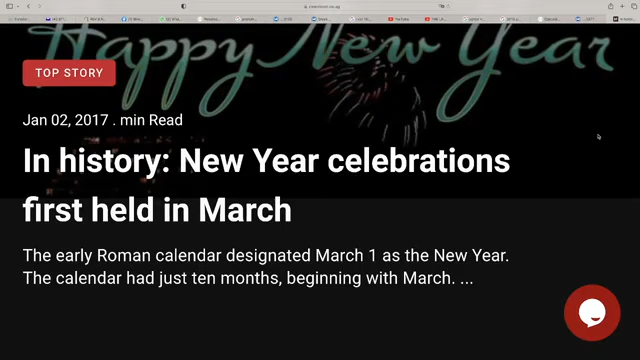 Happy New Year
TOP STORY
Jan 02, 2017 . min Read
In history: New Year celebrations
first held in March
The early Roman calendar designated March 1 as the New Year.
The calendar had just ten months, beginning with March. ...